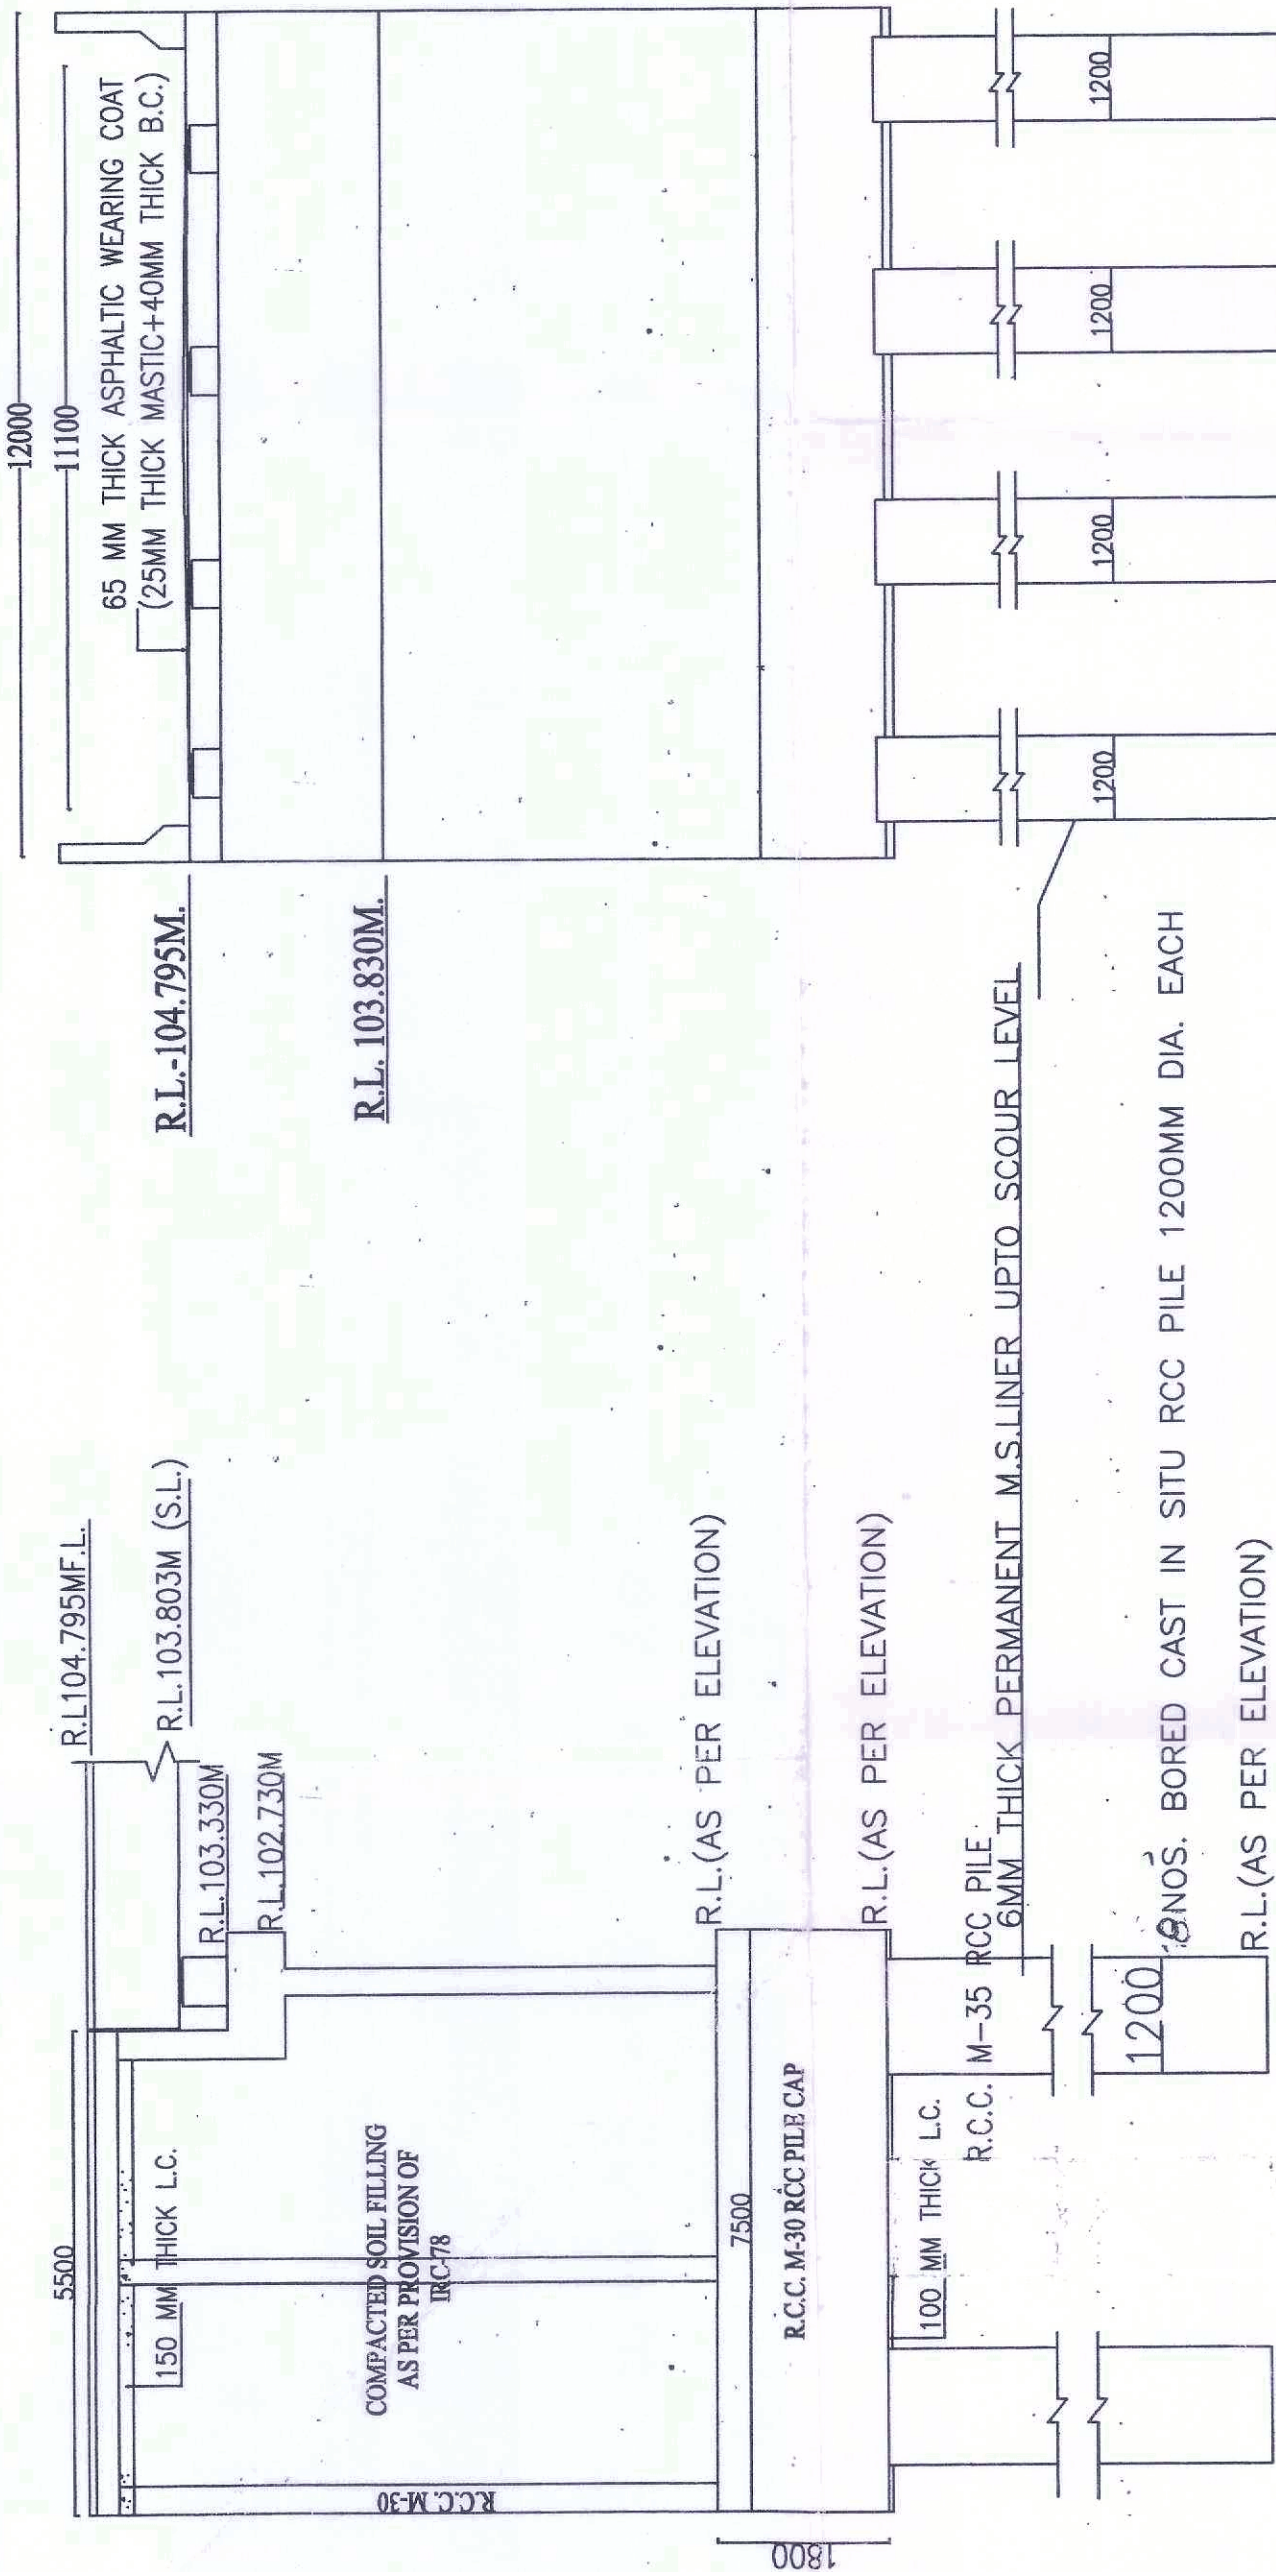 5500
R.L104.795MF.L.
R.L.103.803M (S.L.)
R.L.103.330M
R.L.102.730M
150 MM THICK L.C.
COMPACTED SOIL FILLING
AS PER PROVISION OF
IRC-78
R.C.C. M-30
R.L.(AS PER ELEVATION)
7500
R.C.C. M-30 RCC PILE CAP
1800
R.L.(AS PER ELEVATION)
100 MM THICK L.C.
R.C.C. M-35 RCC PILE
6MM THICK PERMANENT M.S.LINER UPTO SCOUR LEVEL
1200
8NOS. BORED CAST IN SITU RCC PILE 1200MM DIA. EACH
R.L.(AS PER ELEVATION)
12000
11100
65 MM THICK ASPHALTIC WEARING COAT
(25MM THICK MASTIC+40MM THICK B.C.)
R.L.-104.795M.
R.L. 103.830M.
1200
1200
1200
1200